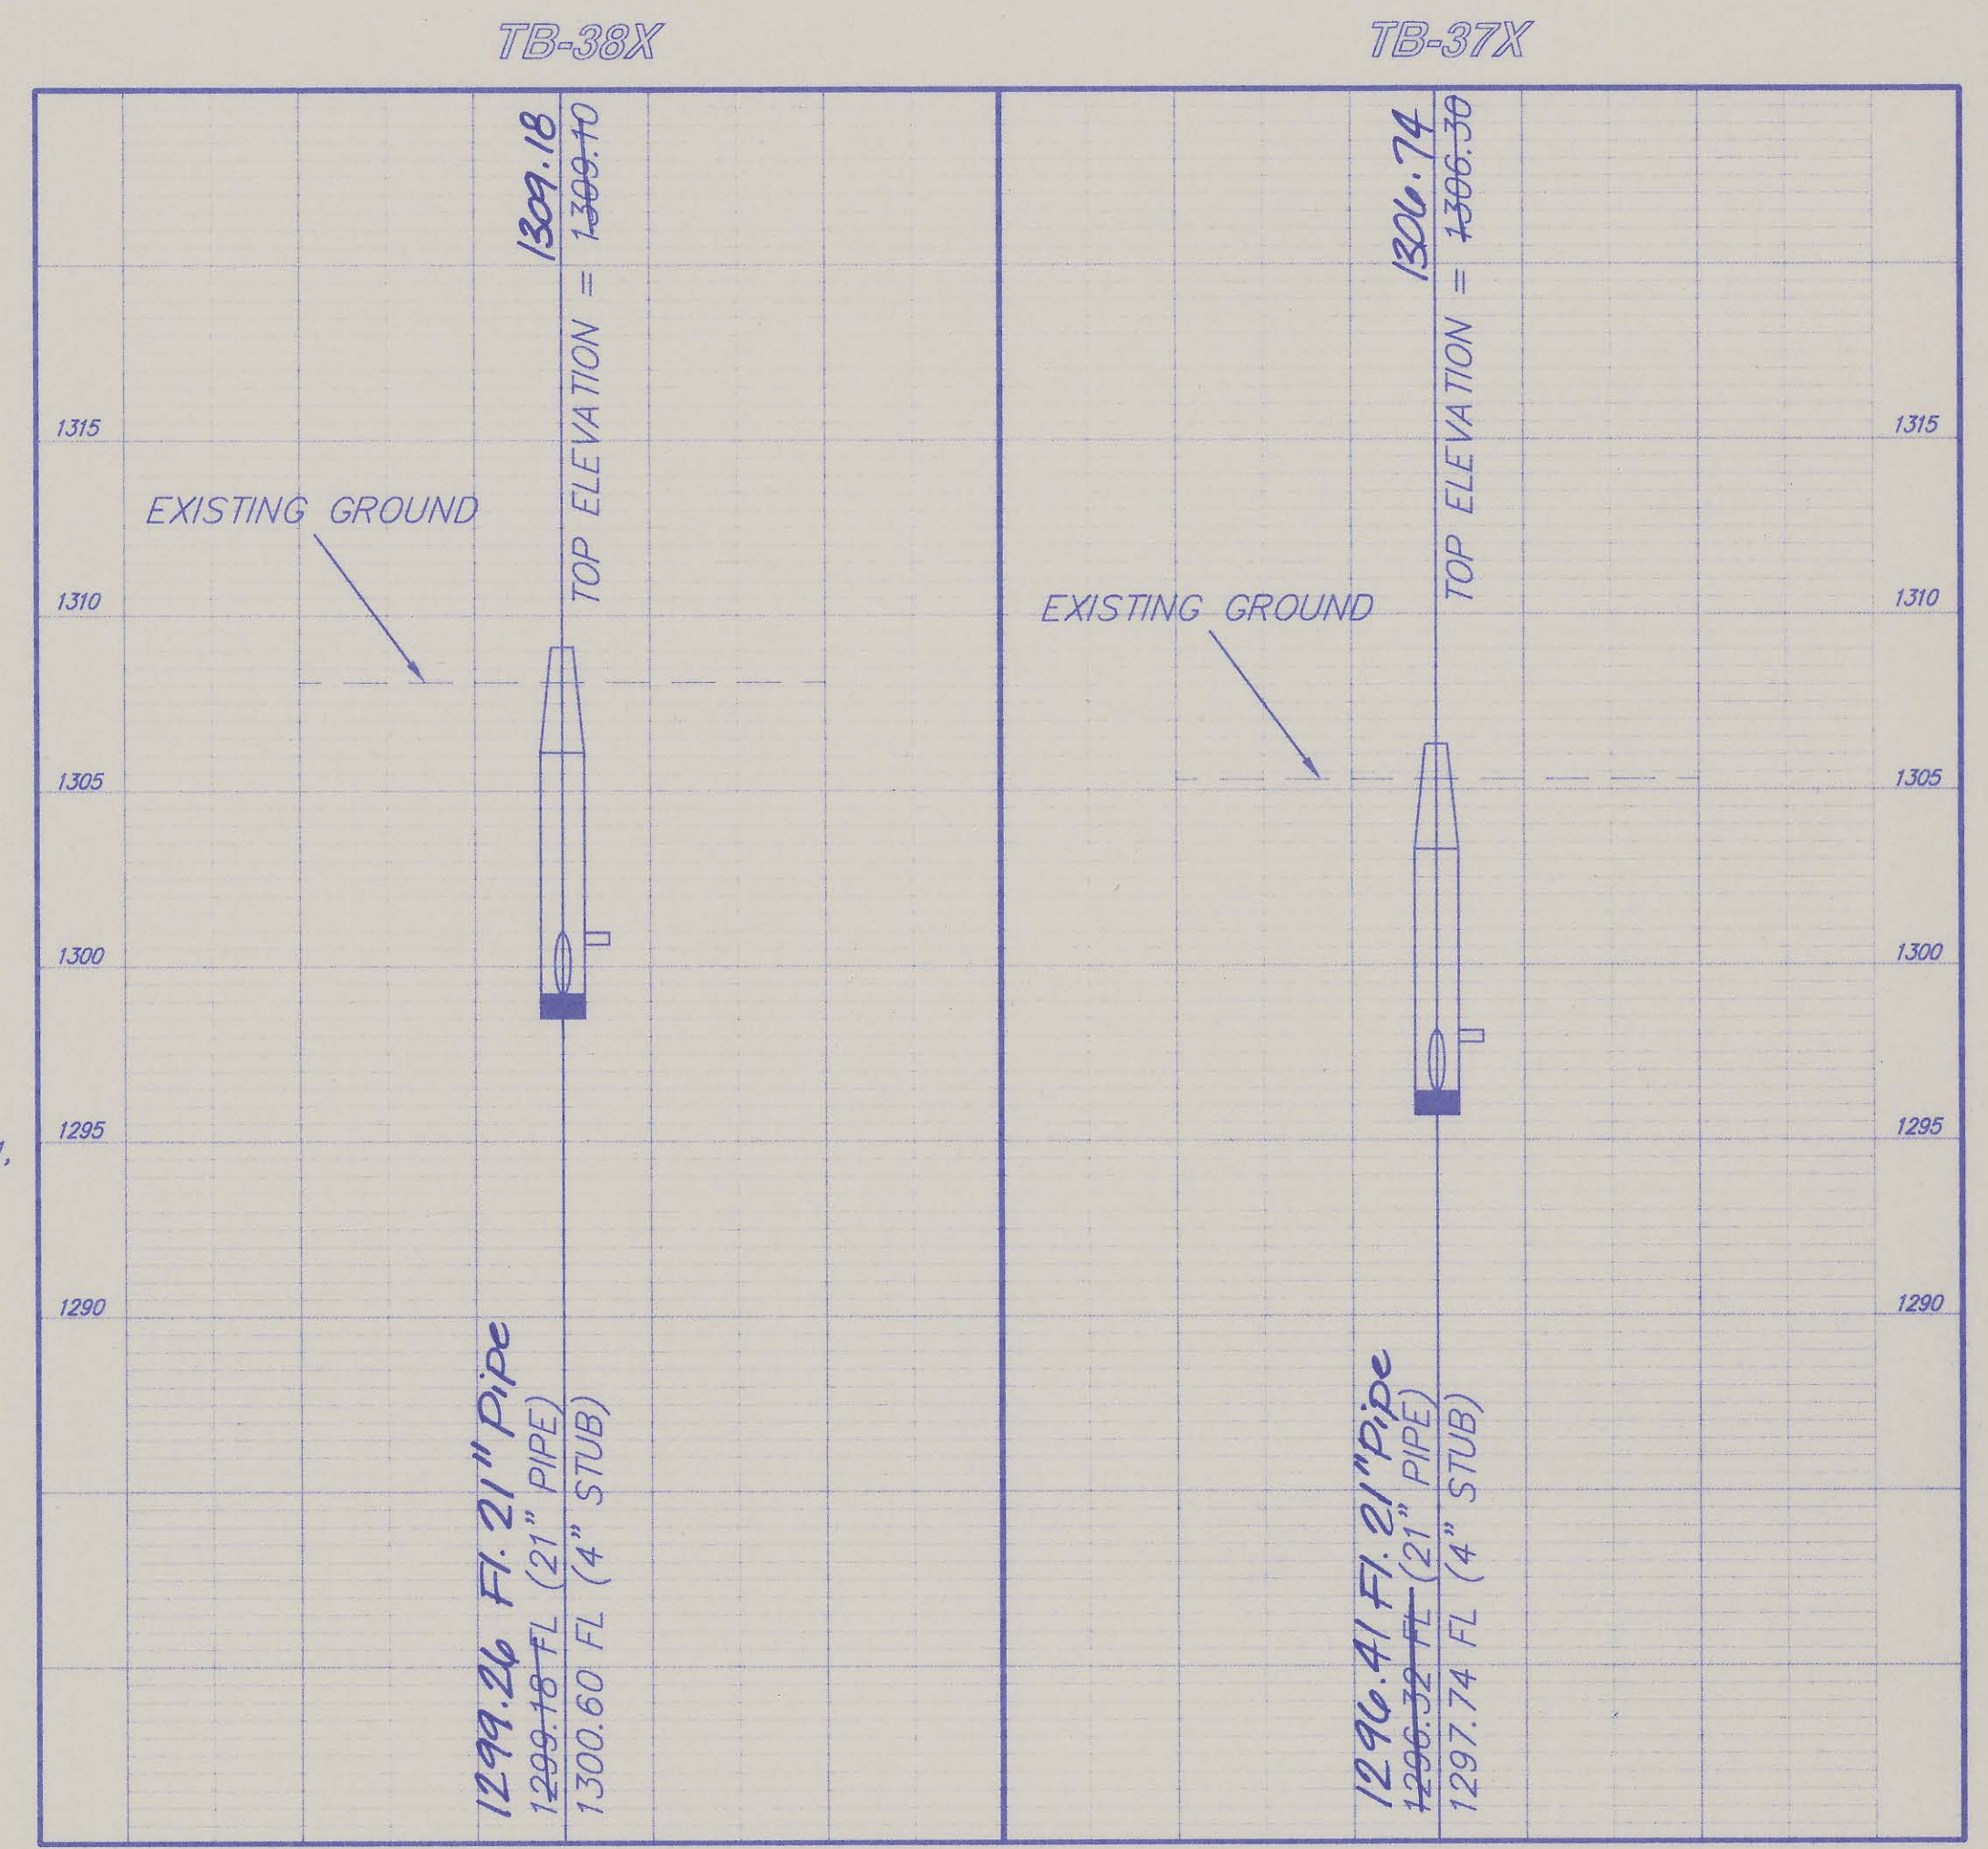 TB-38X
1309.18
TOP ELEVATION = 1309.10
1315
EXISTING GROUND
1310
1305
1300
1295
1290
1299.26 Fl. 21" Pipe
1299.18 FL (21" PIPE)
1300.60 FL (4" STUB)
TB-37X
1306.74
TOP ELEVATION = 1306.30
1315
EXISTING GROUND
1310
1305
1300
1295
1290
1296.41 Fl. 21" Pipe
1296.32 FL (21" PIPE)
1297.74 FL (4" STUB)